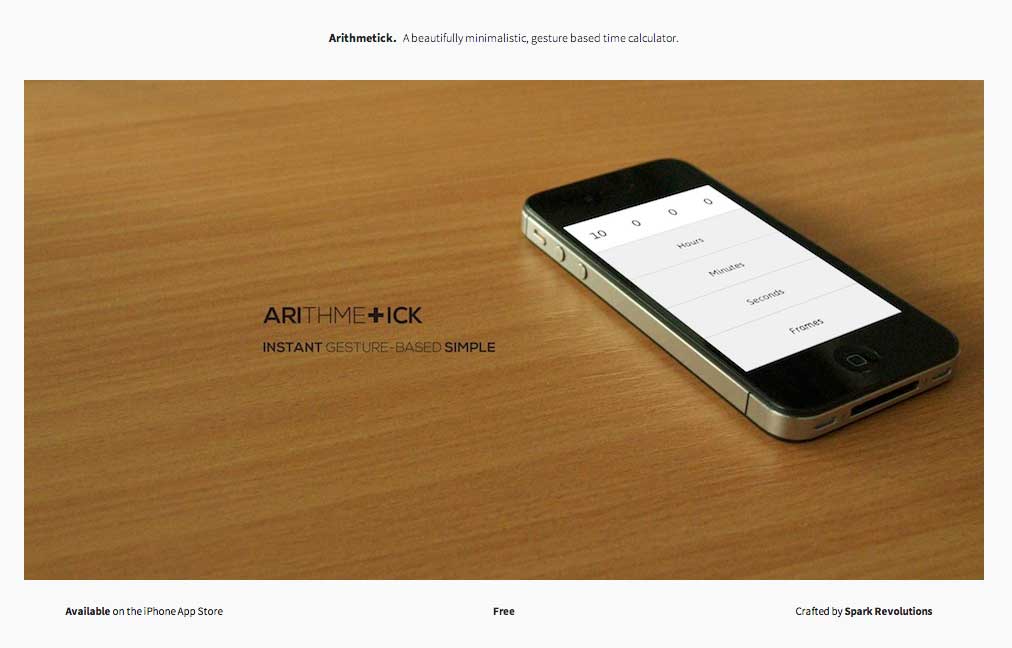 Arithmetick. A beautifully minimalistic, gesture based time calculator.
10 0 0 0
Hours
Minutes
Seconds
Frames
ARITHME+ICK
INSTANT GESTURE-BASED SIMPLE
Available on the iPhone App Store
Free
Crafted by Spark Revolutions